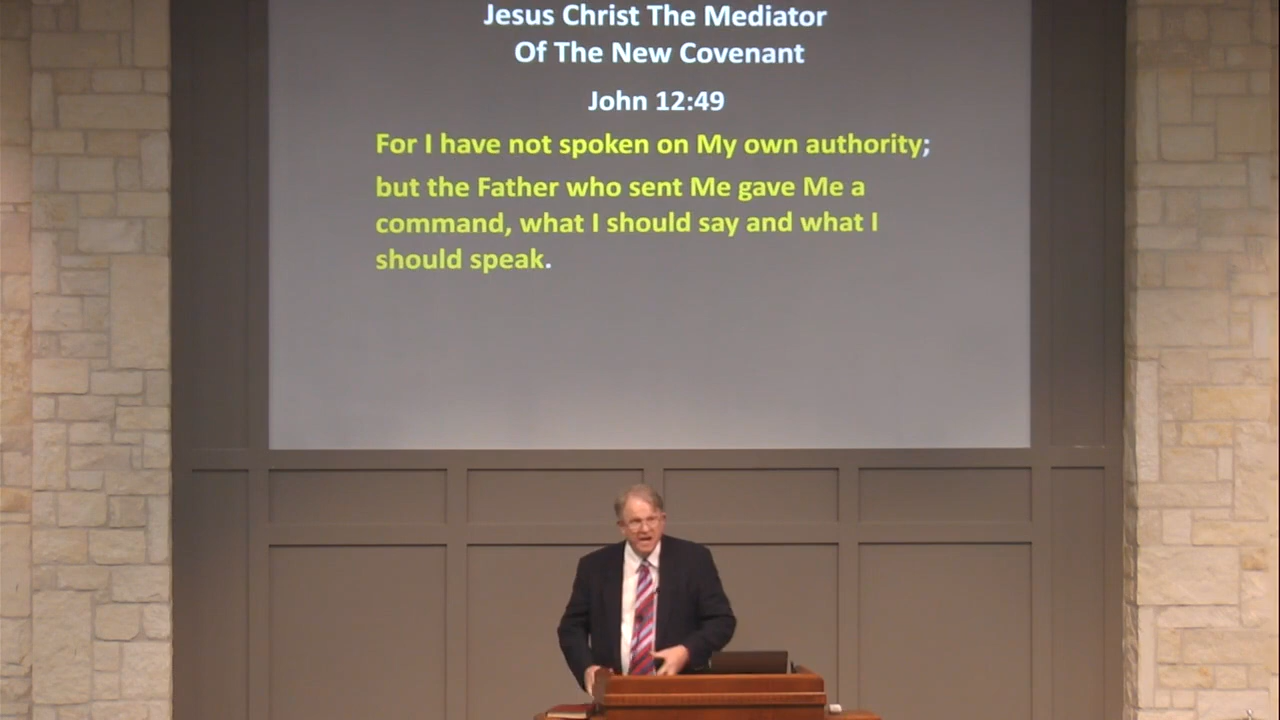 Jesus Christ The Mediator
Of The New Covenant
John 12:49
For I have not spoken on My own authority;
but the Father who sent Me gave Me a
command, what I should say and what I
should speak.